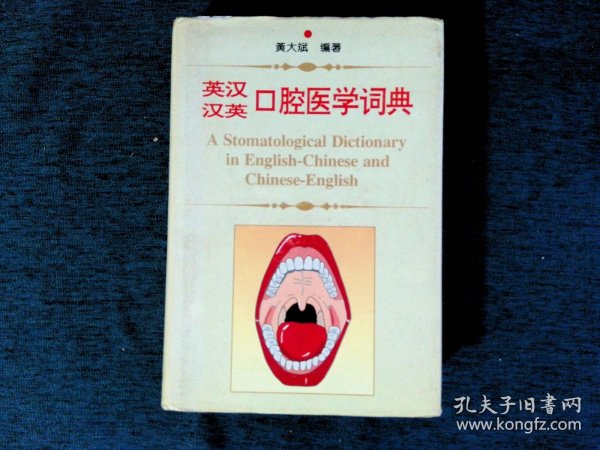 黄大斌 编著
英汉
汉英
口腔医学词典
A Stomatological Dictionary
in English-Chinese and
Chinese-English
孔夫子旧书网
www.kongfz.com